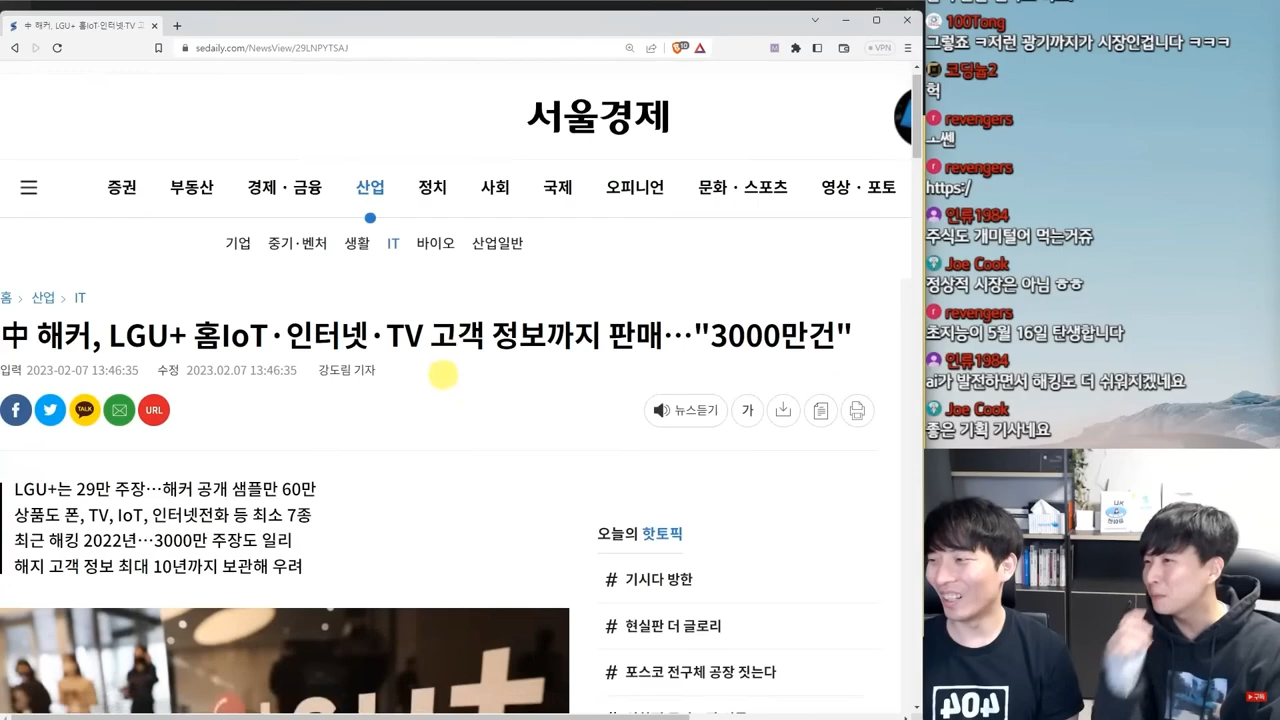 中 해커, LGU+ 홈IoT·인터넷·TV 고
sedaily.com/NewsView/29LNPYTSAJ
VPN
서울경제
증권 부동산 경제·금융 산업 정치 사회 국제 오피니언 문화·스포츠 영상·포토
기업 중기·벤처 생활 IT 바이오 산업일반
홈 > 산업 > IT
中 해커, LGU+ 홈IoT·인터넷·TV 고객 정보까지 판매…"3000만건"
입력 2023-02-07 13:46:35 수정 2023.02.07 13:46:35 강도림 기자
TALK
URL
뉴스듣기 가
LGU+는 29만 주장…해커 공개 샘플만 60만
상품도 폰, TV, IoT, 인터넷전화 등 최소 7종
최근 해킹 2022년…3000만 주장도 일리
해지 고객 정보 최대 10년까지 보관해 우려
오늘의 핫토픽
# 기시다 방한
# 현실판 더 글로리
# 포스코 전구체 공장 짓는다
100Tong
그렇죠 ㅋ저런 광기까지가 시장인겁니다 ㅋㅋㅋ
코딩뉴2
헉
revengers
ㅗ쎈
revengers
https:/
인류1984
주식도 개미털어 먹는거쥬
Joe Cook
정상적 시장은 아님 ㅎㅎ
revengers
초지능이 5월 16일 탄생합니다
인류1984
ai가 발전하면서 해킹도 더 쉬워지겠네요
Joe Cook
좋은 기획 기사네요
UX
404
구독